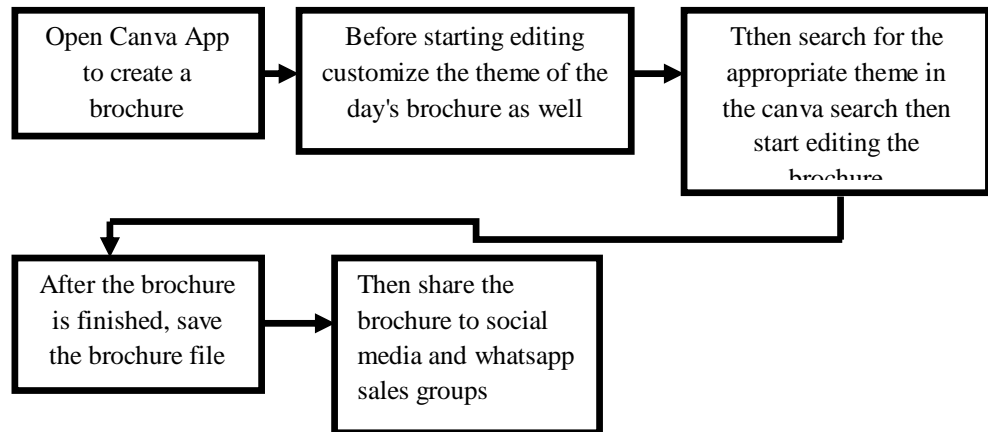 Open Canva App
to create a
brochure
Before starting editing
customize the theme of the
day's brochure as well
Tthen search for the
appropriate theme in
the canva search then
start editing the
brochure
After the brochure
is finished, save
the brochure file
Then share the
brochure to social
media and whatsapp
sales groups